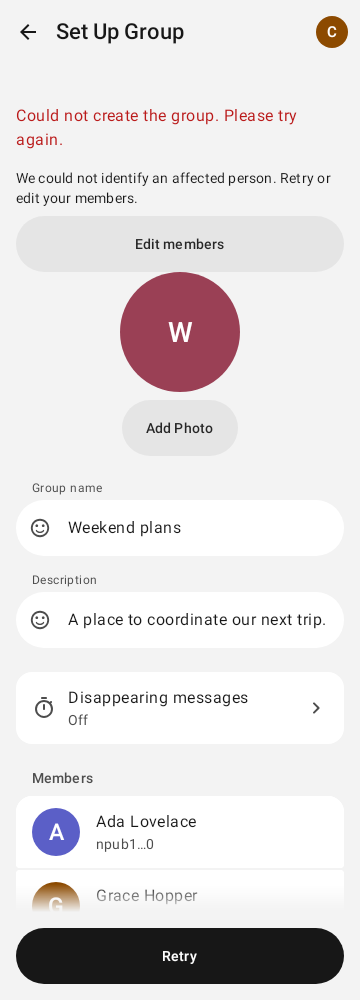 Set Up Group
C
Could not create the group. Please try
again.
We could not identify an affected person. Retry or
edit your members.
Edit members
W
Add Photo
Group name
Weekend plans
Description
A place to coordinate our next trip.
Disappearing messages
Off
Members
A
Ada Lovelace
npub1…0
G
Grace Hopper
Retry